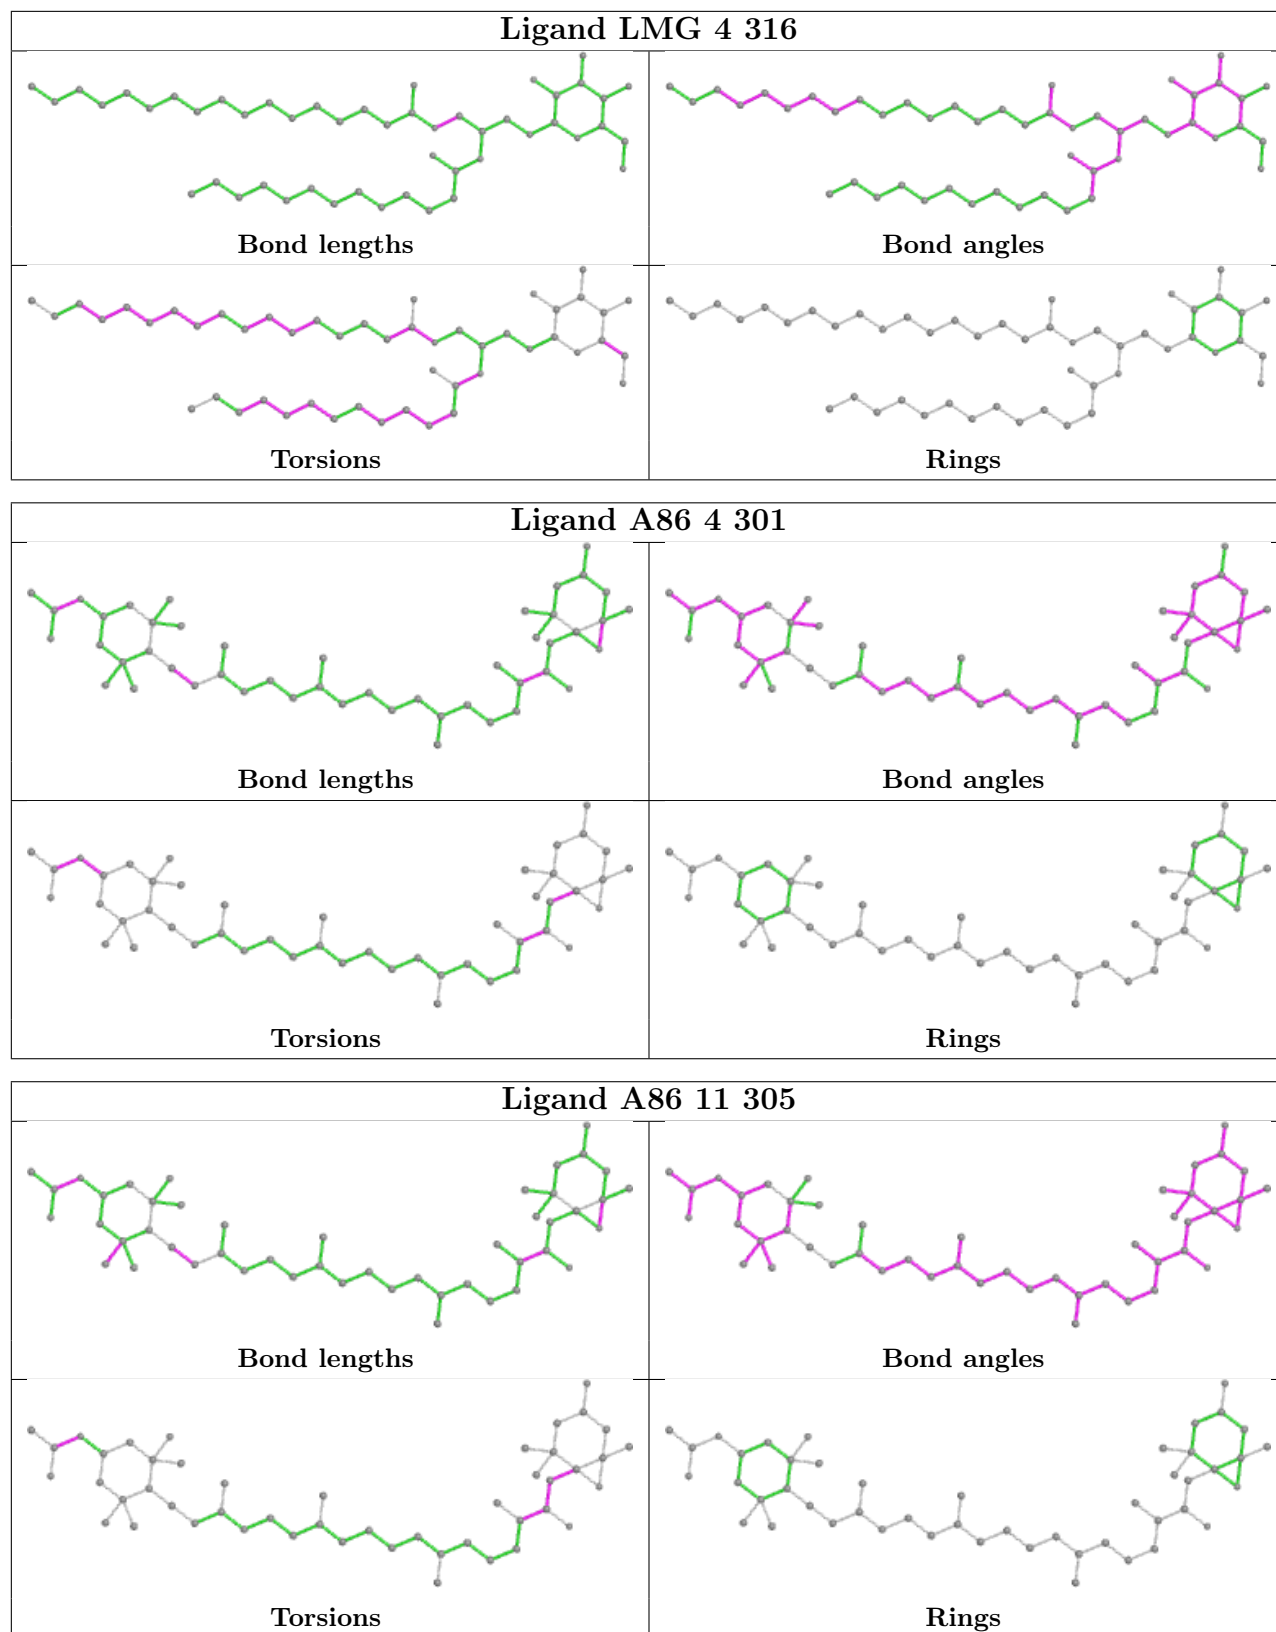 Ligand LMG 4 316
Bond lengths
Bond angles
Torsions
Rings
Ligand A86 4 301
Bond lengths
Bond angles
Torsions
Rings
Ligand A86 11 305
Bond lengths
Bond angles
Torsions
Rings